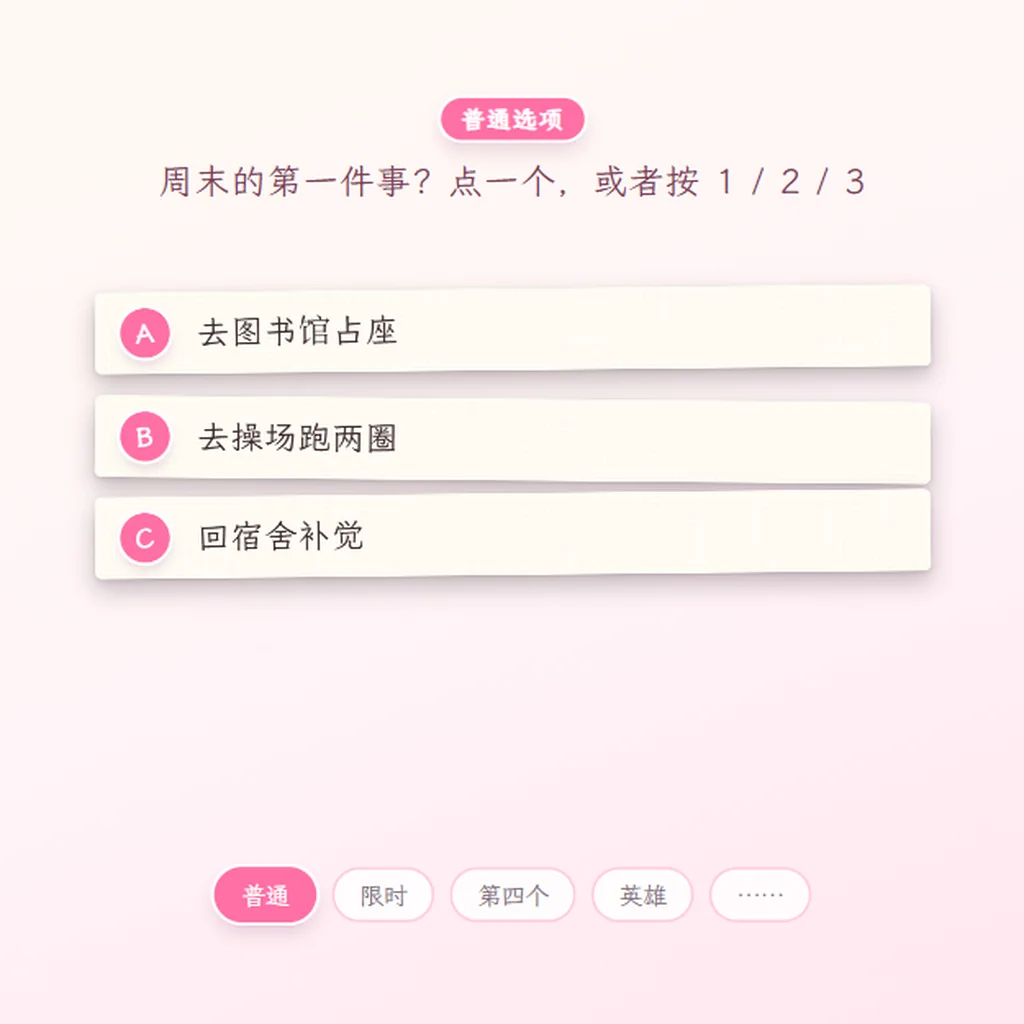 普通选项
周末的第一件事？点一个，或者按 1 / 2 / 3
A 去图书馆占座
B 去操场跑两圈
C 回宿舍补觉
普通 限时 第四个 英雄 ……